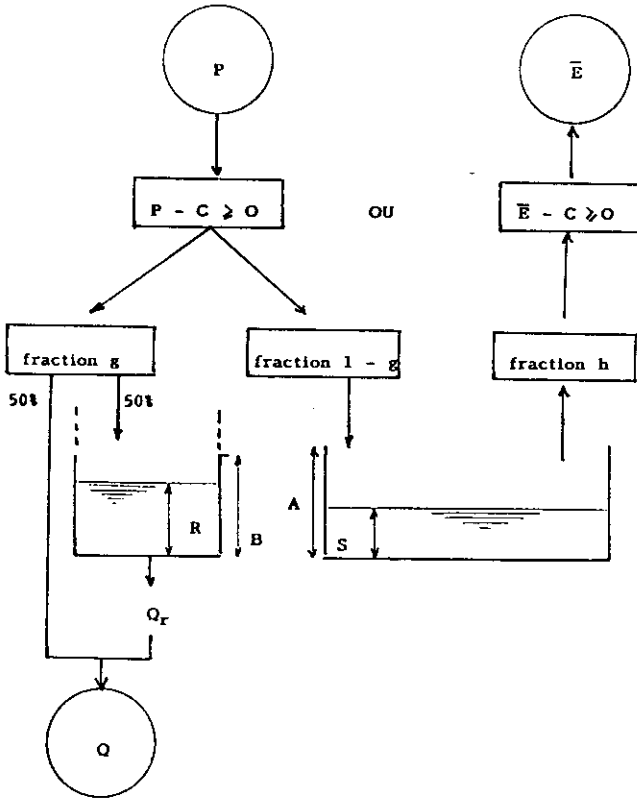 P
E̅
P - C ⩾ O
OU
E̅ - C ⩾ O
fraction g
fraction 1 - g
fraction h
50%
50%
R
B
A
S
Qr
Q